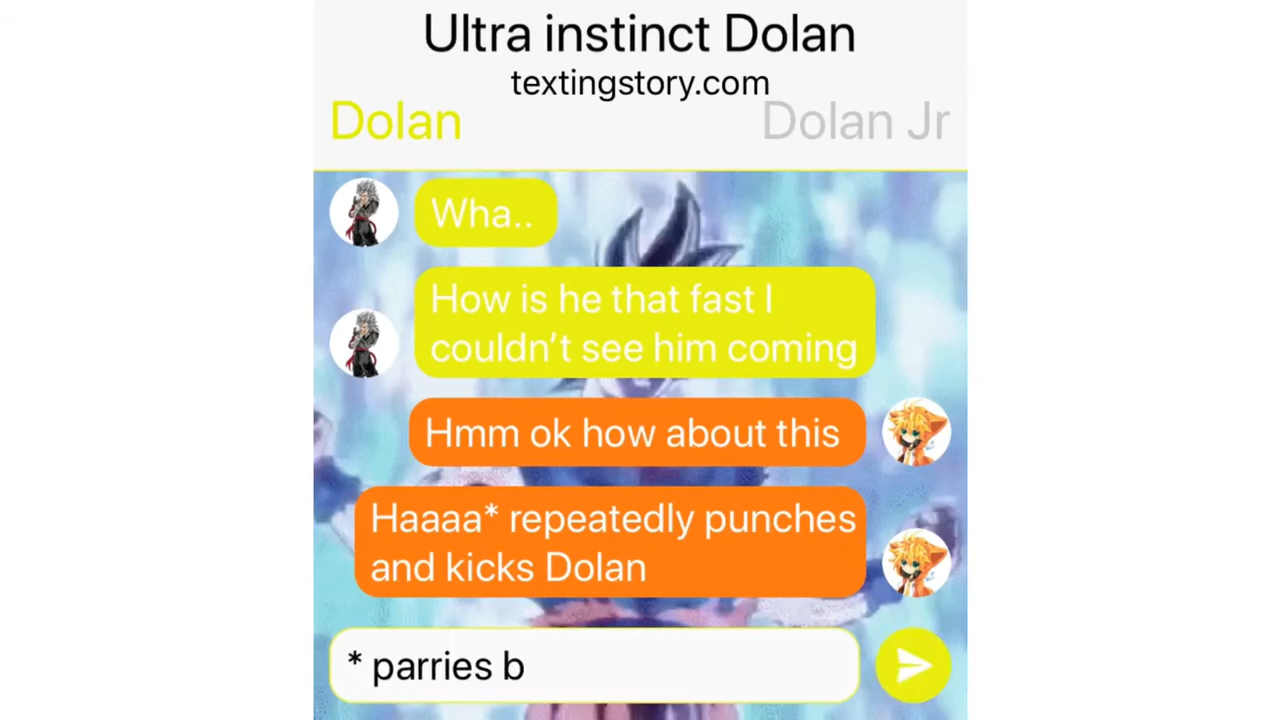 Ultra instinct Dolan
textingstory.com
Dolan
Dolan Jr
Wha..
How is he that fast I
couldn’t see him coming
Hmm ok how about this
Haaaa* repeatedly punches
and kicks Dolan
* parries b